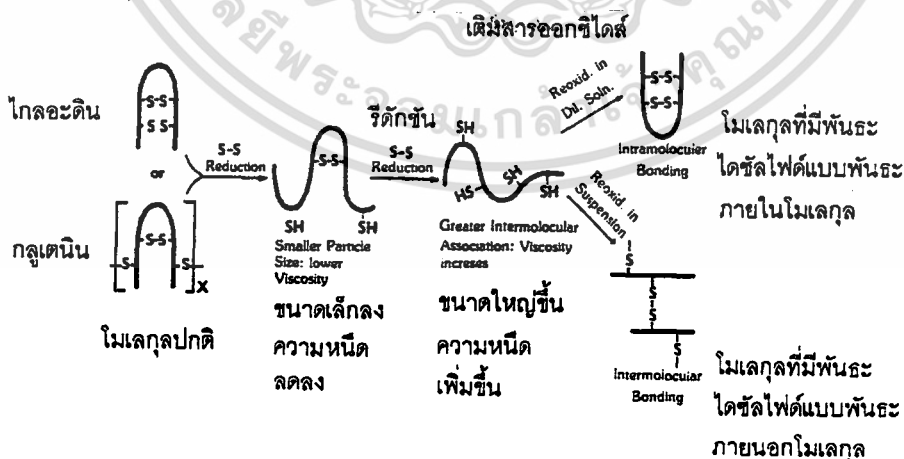 เติมสารออกซิไดส์
ไกลอะดิน
-S-S-
S S-
or
กลูเตนิน
-S-S-
-S-
-S-
X
โมเลกุลปกติ
S-S
Reduction
-S-S-
SH
SH
Smaller Particle
Size: lower
Viscosity
ขนาดเล็กลง
ความหนืด
ลดลง
รีดักชัน
S-S
Reduction
SH
HS-
SH
SH
Greater Intermolocular
Association: Viscosity
increses
ขนาดใหญ่ขึ้น
ความหนืด
เพิ่มขึ้น
Reoxid. in
Dil. Soln.
-S-S-
-S-S-
Intramolocuier
Bonding
โมเลกุลที่มีพันธะ
ไดซัลไฟด์แบบพันธะ
ภายในโมเลกุล
Reoxid. in
Suspension
S
S
S
S
Intermolocuiar
Bonding
โมเลกุลที่มีพันธะ
ไดซัลไฟด์แบบพันธะ
ภายนอกโมเลกุล